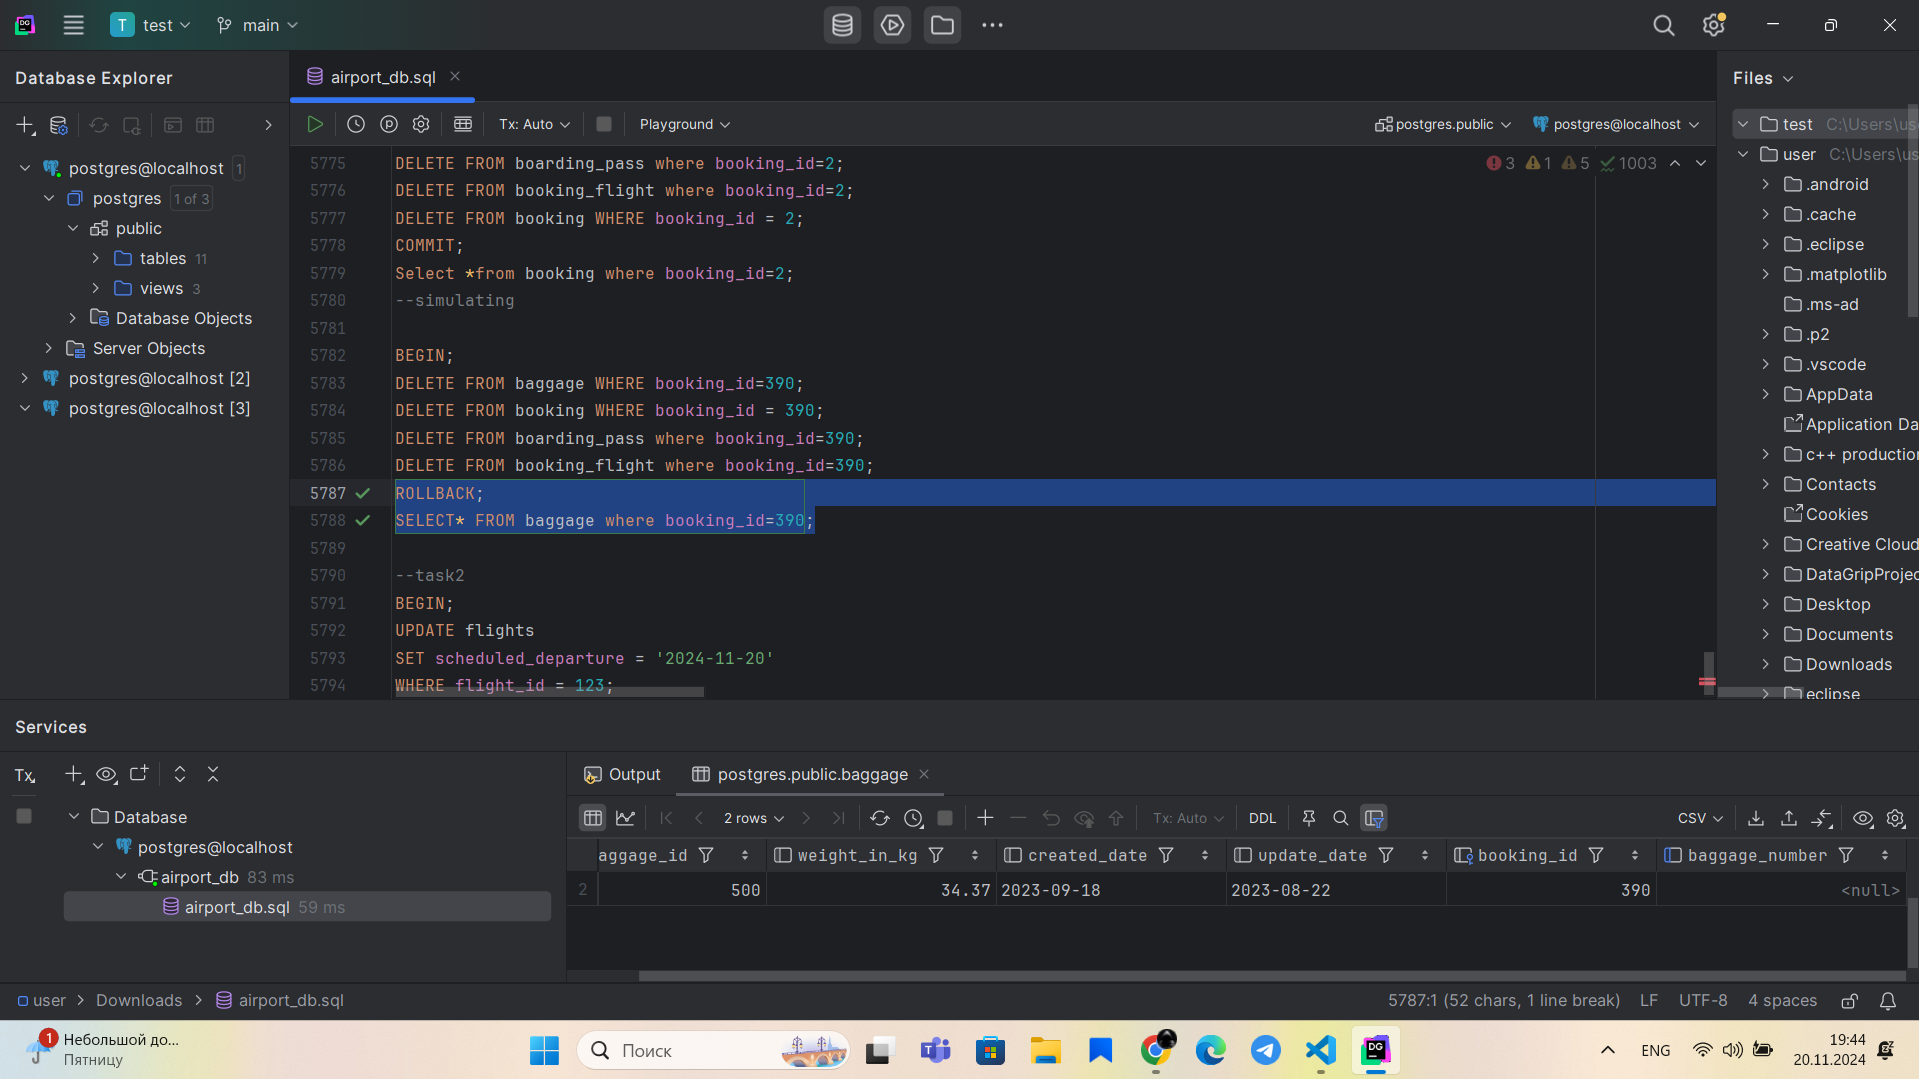 T test main
Database Explorer
airport_db.sql
Tx: Auto Playground postgres.public postgres@localhost
postgres@localhost 1
postgres 1 of 3
public
tables 11
views 3
Database Objects
Server Objects
postgres@localhost [2]
postgres@localhost [3]
3 1 5 1003
5775 DELETE FROM boarding_pass where booking_id=2;
5776 DELETE FROM booking_flight where booking_id=2;
5777 DELETE FROM booking WHERE booking_id = 2;
5778 COMMIT;
5779 Select *from booking where booking_id=2;
5780 --simulating
5781
5782 BEGIN;
5783 DELETE FROM baggage WHERE booking_id=390;
5784 DELETE FROM booking WHERE booking_id = 390;
5785 DELETE FROM boarding_pass where booking_id=390;
5786 DELETE FROM booking_flight where booking_id=390;
5787 ROLLBACK;
5788 SELECT* FROM baggage where booking_id=390;
5789
5790 --task2
5791 BEGIN;
5792 UPDATE flights
5793 SET scheduled_departure = '2024-11-20'
5794 WHERE flight_id = 123;
Files
test C:\Users\us
user C:\Users\us
.android
.cache
.eclipse
.matplotlib
.ms-ad
.p2
.vscode
AppData
Application Da
c++ production
Contacts
Cookies
Creative Cloud
DataGripProjec
Desktop
Documents
Downloads
eclipse
Services
Tx
Database
postgres@localhost
airport_db 83 ms
airport_db.sql 59 ms
Output postgres.public.baggage
2 rows Tx: Auto DDL CSV
aggage_id weight_in_kg created_date update_date booking_id baggage_number
2 500 34.37 2023-09-18 2023-08-22 390 <null>
user Downloads airport_db.sql
5787:1 (52 chars, 1 line break) LF UTF-8 4 spaces
1 Небольшой до...
Пятницу
Поиск
ENG
19:44
20.11.2024